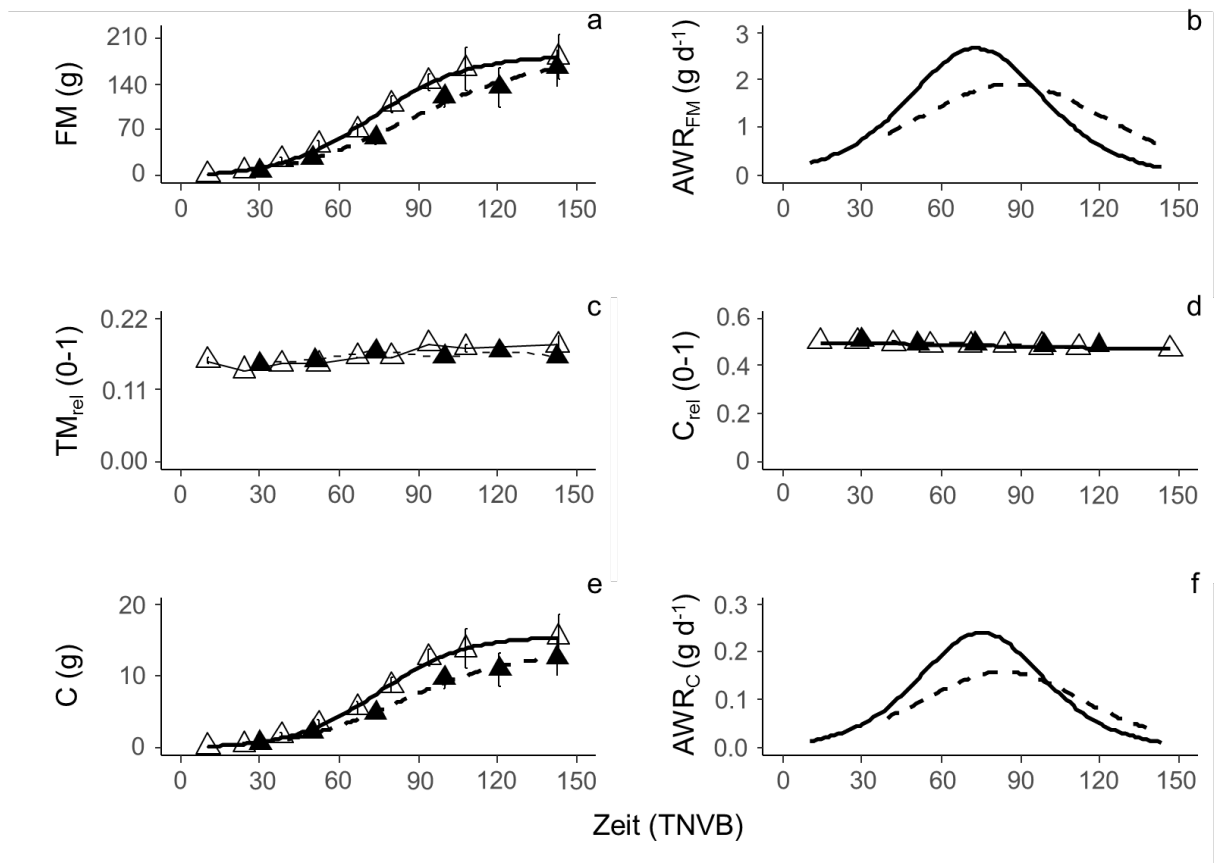 a
FM (g)
210
140
70
0
0 30 60 90 120 150
b
AWR_FM (g d⁻¹)
3
2
1
0
0 30 60 90 120 150
c
TM_rel (0-1)
0.22
0.11
0.00
0 30 60 90 120 150
d
C_rel (0-1)
0.6
0.4
0.2
0
0 30 60 90 120 150
e
C (g)
20
10
0
0 30 60 90 120 150
f
AWR_C (g d⁻¹)
0.3
0.2
0.1
0.0
0 30 60 90 120 150
Zeit (TNVB)